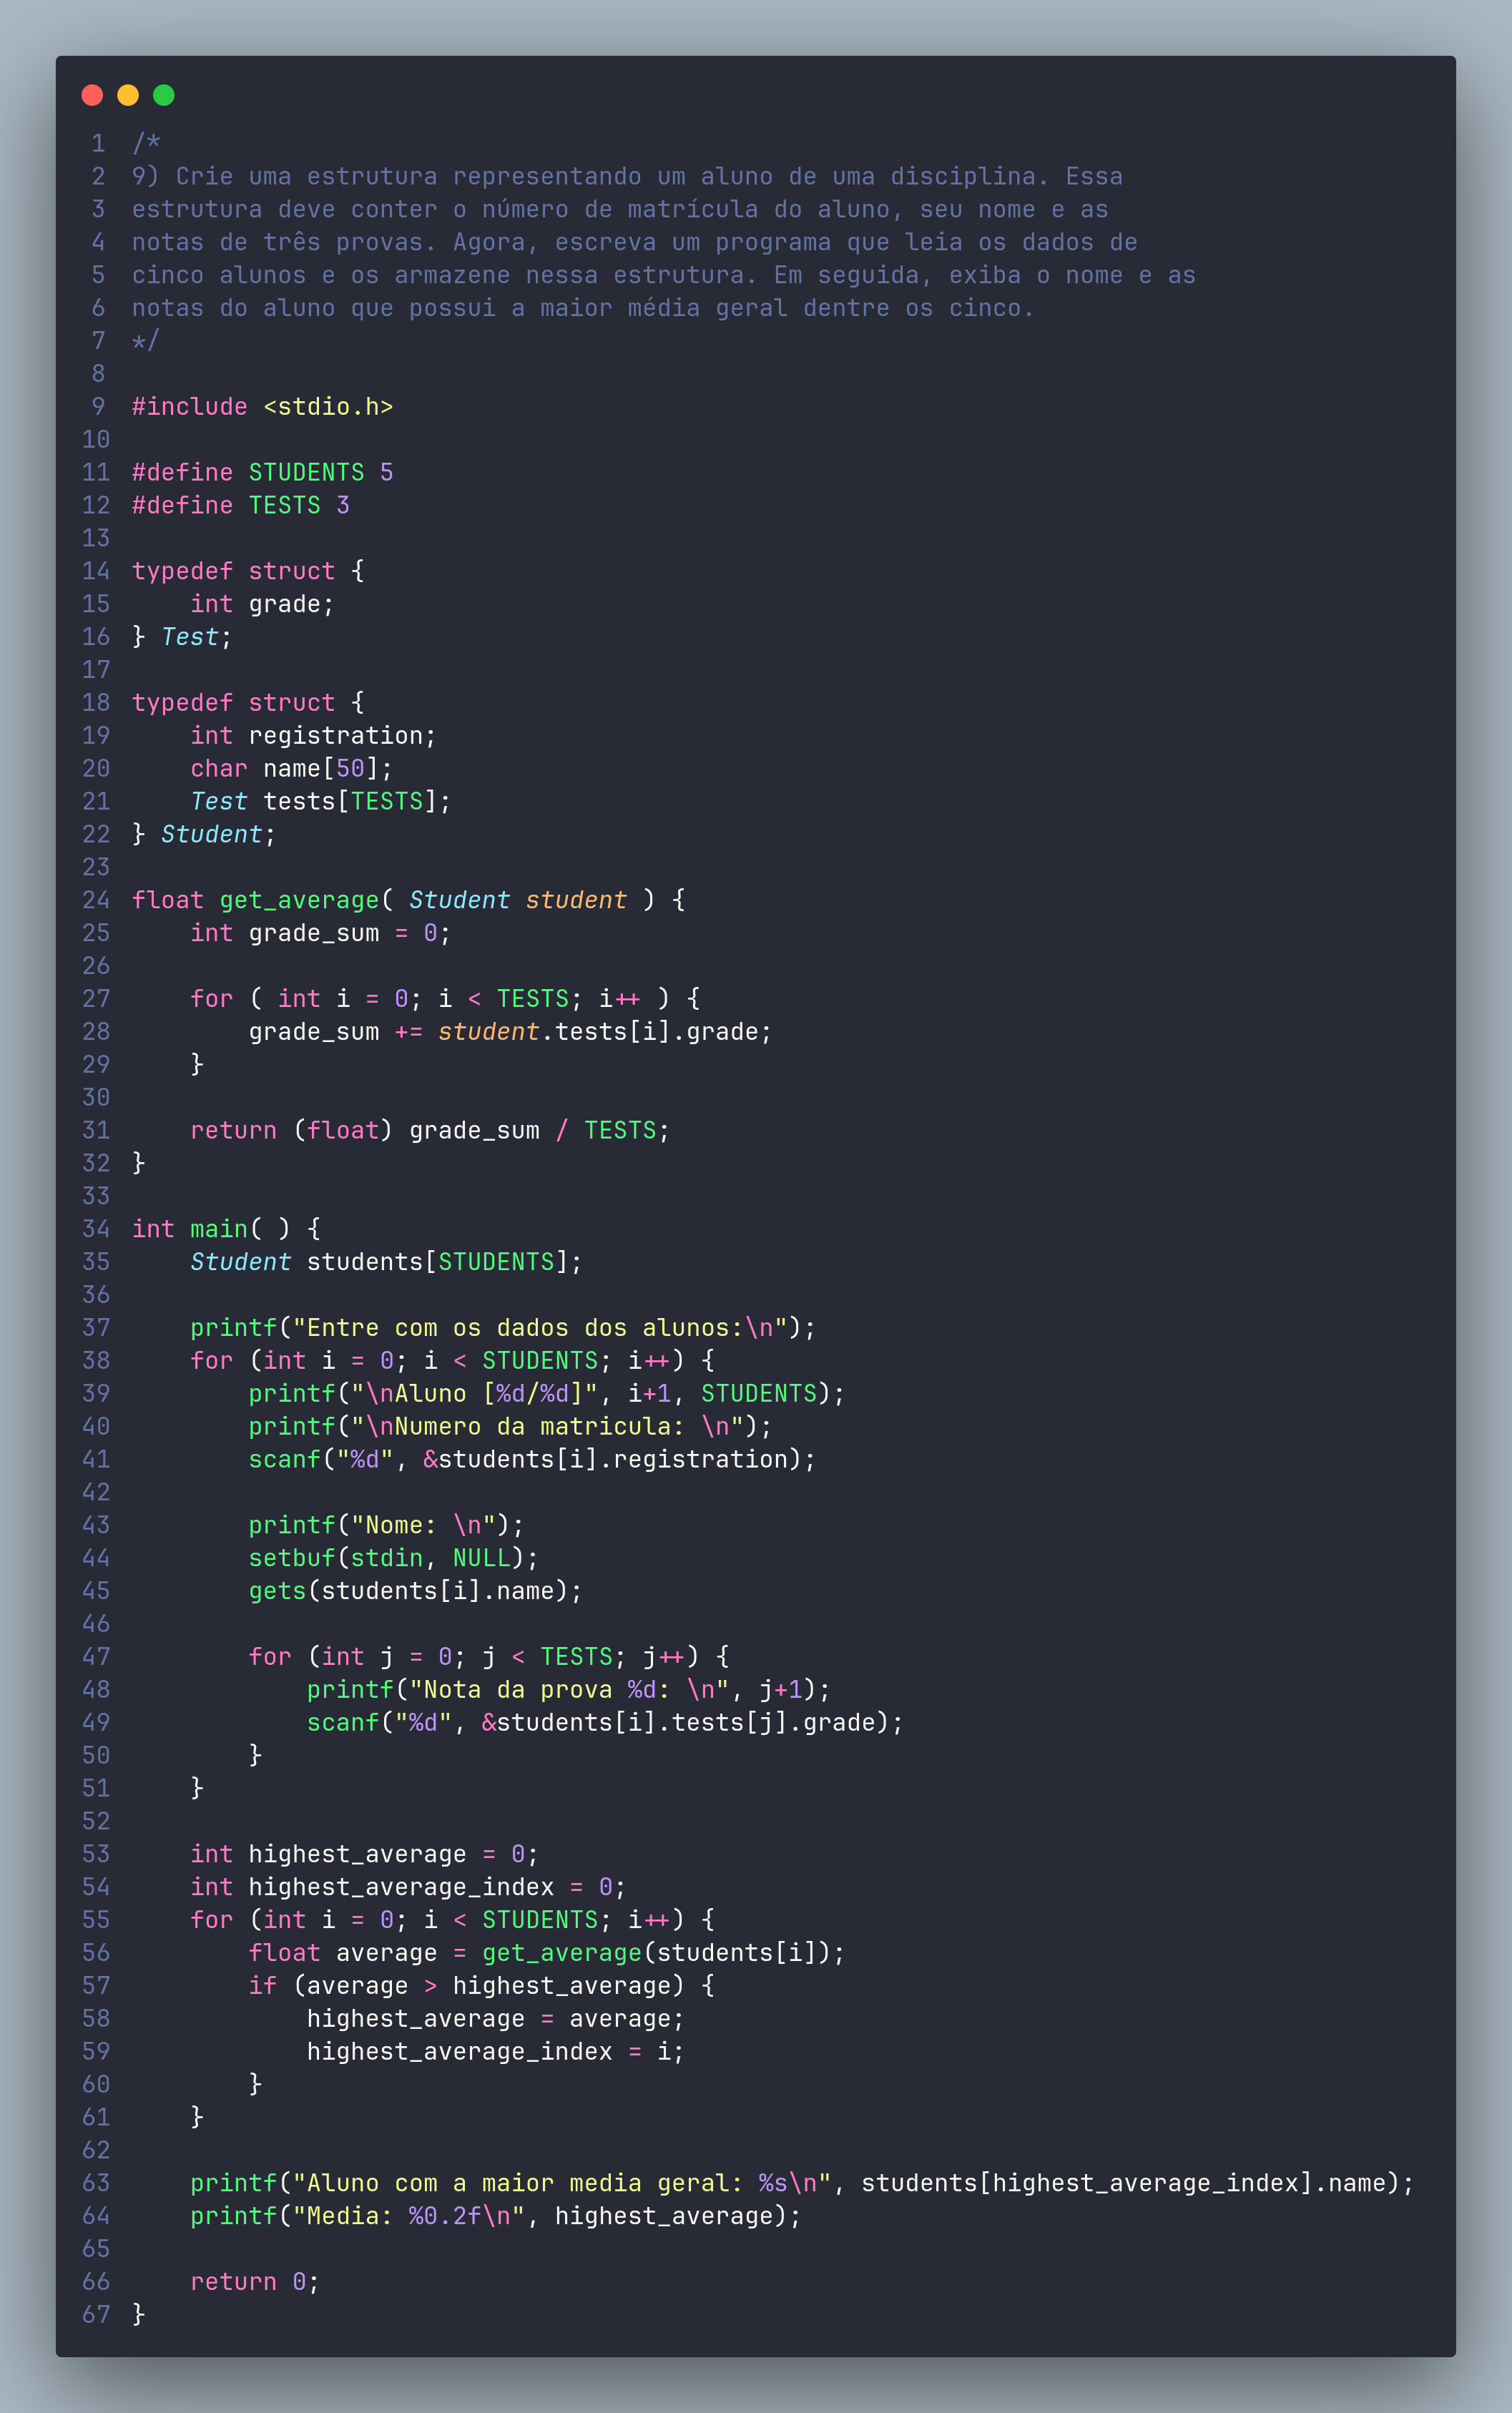 1 /*
2 9) Crie uma estrutura representando um aluno de uma disciplina. Essa
3 estrutura deve conter o número de matrícula do aluno, seu nome e as
4 notas de três provas. Agora, escreva um programa que leia os dados de
5 cinco alunos e os armazene nessa estrutura. Em seguida, exiba o nome e as
6 notas do aluno que possui a maior média geral dentre os cinco.
7 */
8
9 #include <stdio.h>
10
11 #define STUDENTS 5
12 #define TESTS 3
13
14 typedef struct {
15     int grade;
16 } Test;
17
18 typedef struct {
19     int registration;
20     char name[50];
21     Test tests[TESTS];
22 } Student;
23
24 float get_average( Student student ) {
25     int grade_sum = 0;
26
27     for ( int i = 0; i < TESTS; i++ ) {
28         grade_sum += student.tests[i].grade;
29     }
30
31     return (float) grade_sum / TESTS;
32 }
33
34 int main( ) {
35     Student students[STUDENTS];
36
37     printf("Entre com os dados dos alunos:\n");
38     for (int i = 0; i < STUDENTS; i++) {
39         printf("\nAluno [%d/%d]", i+1, STUDENTS);
40         printf("\nNumero da matricula: \n");
41         scanf("%d", &students[i].registration);
42
43         printf("Nome: \n");
44         setbuf(stdin, NULL);
45         gets(students[i].name);
46
47         for (int j = 0; j < TESTS; j++) {
48             printf("Nota da prova %d: \n", j+1);
49             scanf("%d", &students[i].tests[j].grade);
50         }
51     }
52
53     int highest_average = 0;
54     int highest_average_index = 0;
55     for (int i = 0; i < STUDENTS; i++) {
56         float average = get_average(students[i]);
57         if (average > highest_average) {
58             highest_average = average;
59             highest_average_index = i;
60         }
61     }
62
63     printf("Aluno com a maior media geral: %s\n", students[highest_average_index].name);
64     printf("Media: %0.2f\n", highest_average);
65
66     return 0;
67 }